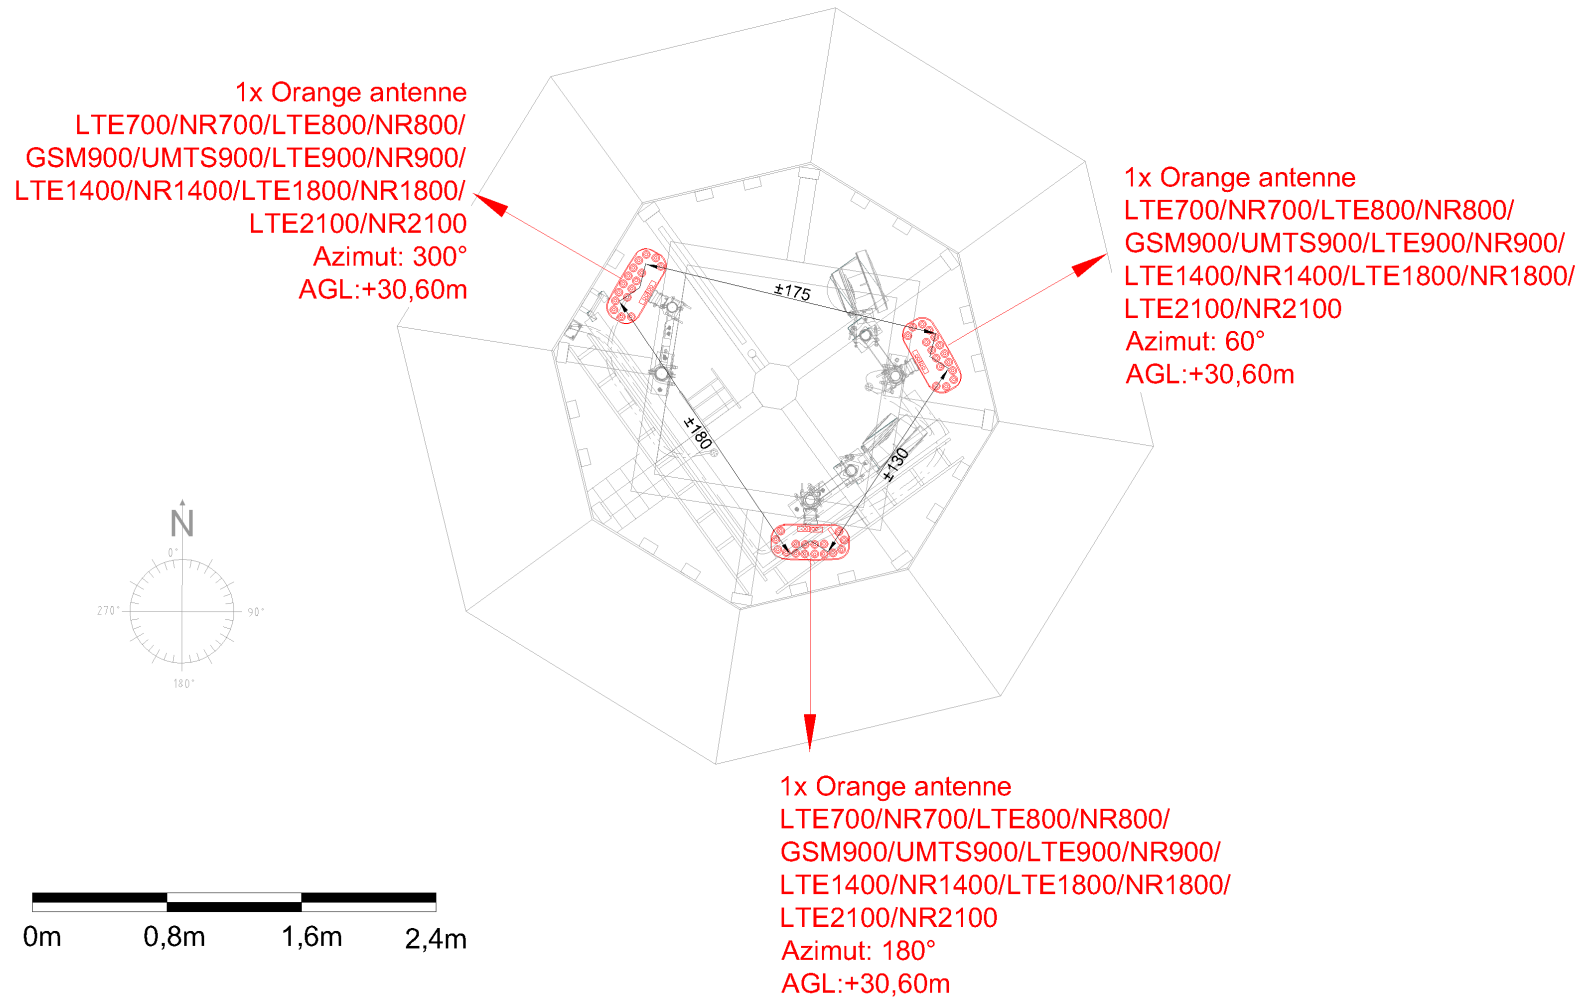 1x Orange antenne
LTE700/NR700/LTE800/NR800/
GSM900/UMTS900/LTE900/NR900/
LTE1400/NR1400/LTE1800/NR1800/
LTE2100/NR2100
Azimut: 300°
AGL:+30,60m
1x Orange antenne
LTE700/NR700/LTE800/NR800/
GSM900/UMTS900/LTE900/NR900/
LTE1400/NR1400/LTE1800/NR1800/
LTE2100/NR2100
Azimut: 60°
AGL:+30,60m
±175
±180
±130
N
0°
270°
90°
180°
1x Orange antenne
LTE700/NR700/LTE800/NR800/
GSM900/UMTS900/LTE900/NR900/
LTE1400/NR1400/LTE1800/NR1800/
LTE2100/NR2100
Azimut: 180°
AGL:+30,60m
0m
0,8m
1,6m
2,4m